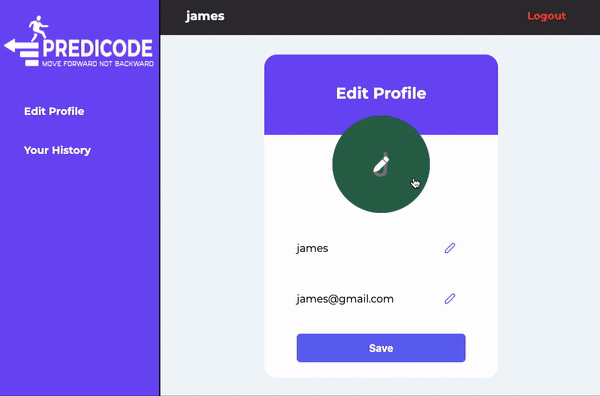 james
Logout
PREDICODE
MOVE FORWARD NOT BACKWARD
Edit Profile
Your History
Edit Profile
james
james@gmail.com
Save